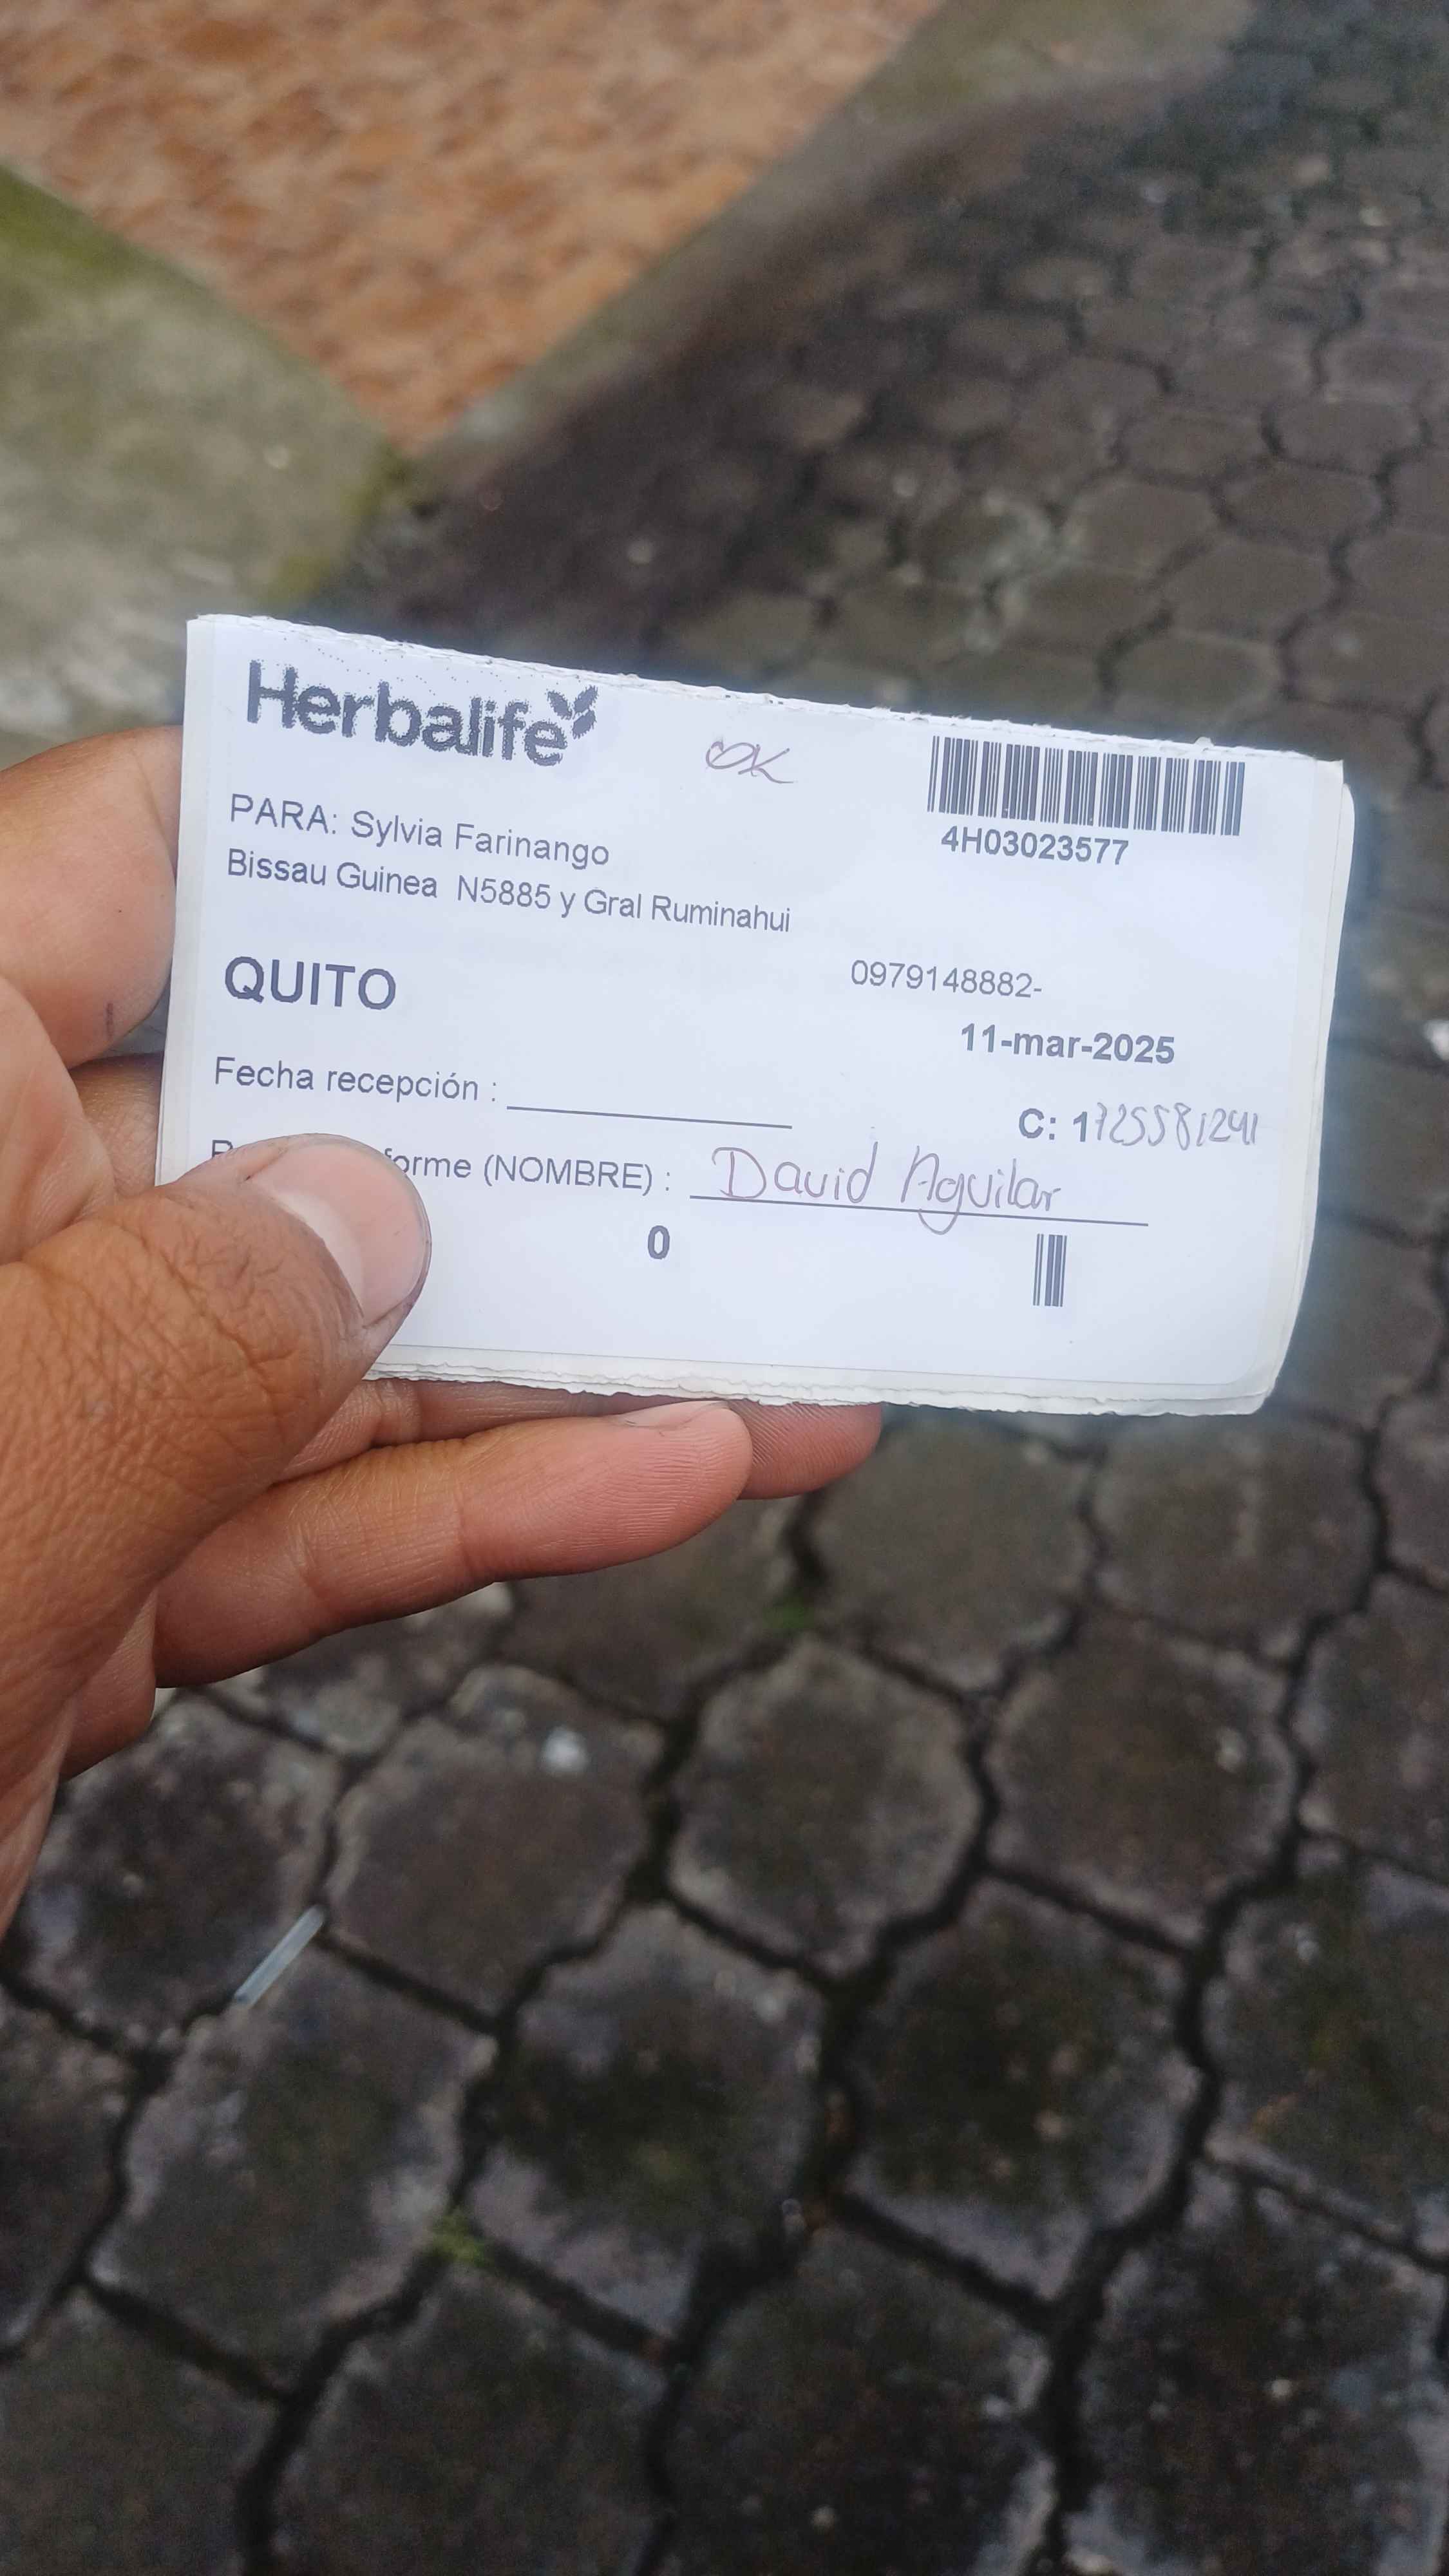 Herbalife
OK
4H03023577
PARA: Sylvia Farinango
Bissau Guinea N5885 y Gral Ruminahui
QUITO
0979148882-
11-mar-2025
Fecha recepción :
C: 1725581241
forme (NOMBRE) : David Aguilar
0